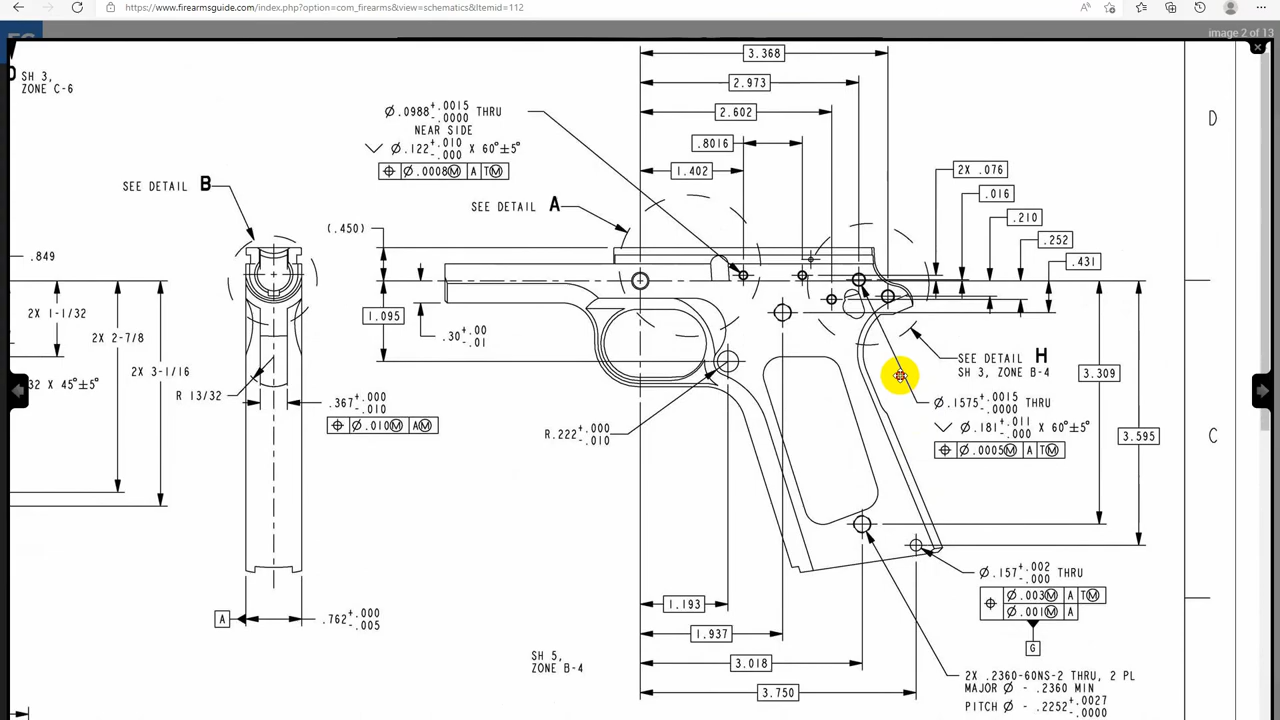 https://www.firearmsguide.com/index.php?option=com_firearms&view=schematics&Itemid=112
image 2 of 13
SH 3,
ZONE C-6
3.368
2.973
2.602
.8016
1.402
Ø.0988 +.0015 -.0000 THRU
NEAR SIDE
Ø.122 +.010 -.000 X 60°±5°
Ø.0008Ⓜ A TⓂ
D
2X .076
.016
.210
.252
.431
SEE DETAIL B
SEE DETAIL A
(.450)
.849
2X 1-1/32
2X 2-7/8
2X 3-1/16
32 X 45°±5°
1.095
.30 +.00 -.01
R 13/32
.367 +.000 -.010
Ø.010Ⓜ AⓂ
R.222 +.000 -.010
SEE DETAIL H
SH 3, ZONE B-4
3.309
3.595
C
Ø.1575 +.0015 -.0000 THRU
Ø.181 +.011 -.000 X 60°±5°
Ø.0005Ⓜ A TⓂ
Ø.157 +.002 -.000 THRU
Ø.003Ⓜ A TⓂ
Ø.001Ⓜ A
G
A
.762 +.000 -.005
1.193
1.937
3.018
3.750
SH 5,
ZONE B-4
2X .2360-60NS-2 THRU, 2 PL
MAJOR Ø - .2360 MIN
PITCH Ø - .2252 +.0027 -.0000